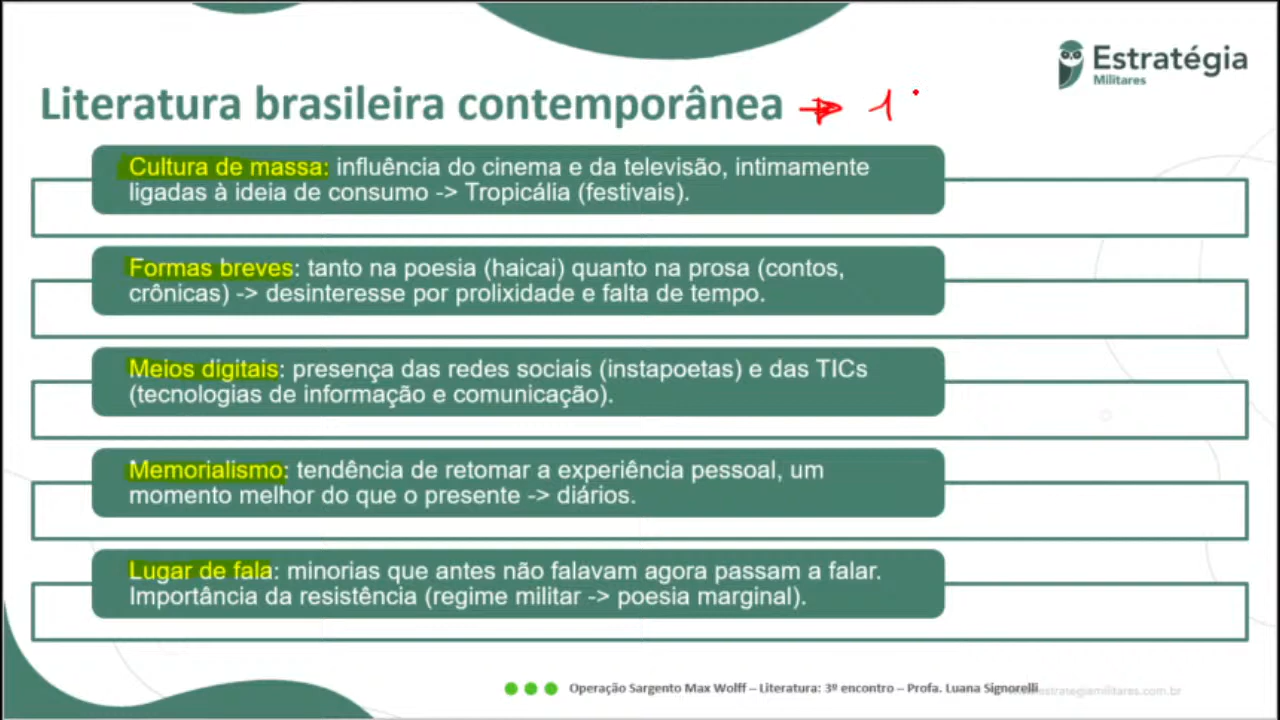 Estratégia
Militares
Literatura brasileira contemporânea → 1
Cultura de massa: influência do cinema e da televisão, intimamente
ligadas à ideia de consumo -> Tropicália (festivais).
Formas breves: tanto na poesia (haicai) quanto na prosa (contos,
crônicas) -> desinteresse por prolixidade e falta de tempo.
Meios digitais: presença das redes sociais (instapoetas) e das TICs
(tecnologias de informação e comunicação).
Memorialismo: tendência de retomar a experiência pessoal, um
momento melhor do que o presente -> diários.
Lugar de fala: minorias que antes não falavam agora passam a falar.
Importância da resistência (regime militar -> poesia marginal).
Operação Sargento Max Wolff – Literatura: 3º encontro – Profa. Luana Signorelli
estrategiamilitares.com.br